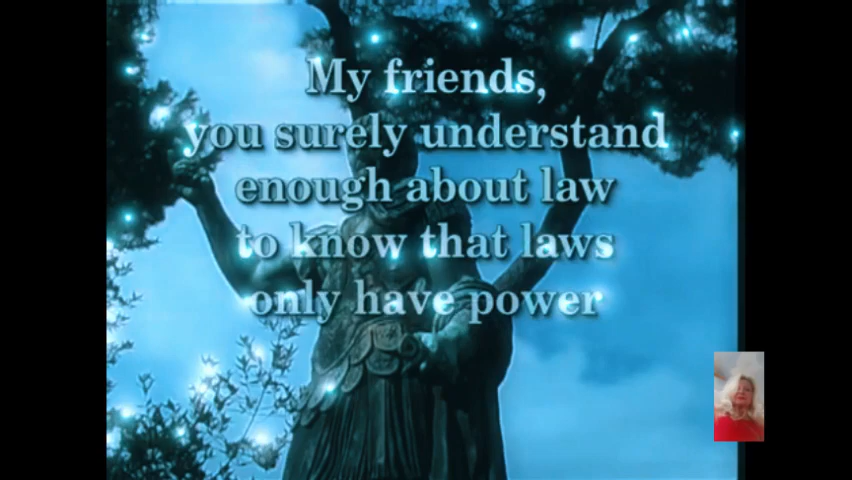 My friends,
you surely understand
enough about law
to know that laws
only have power